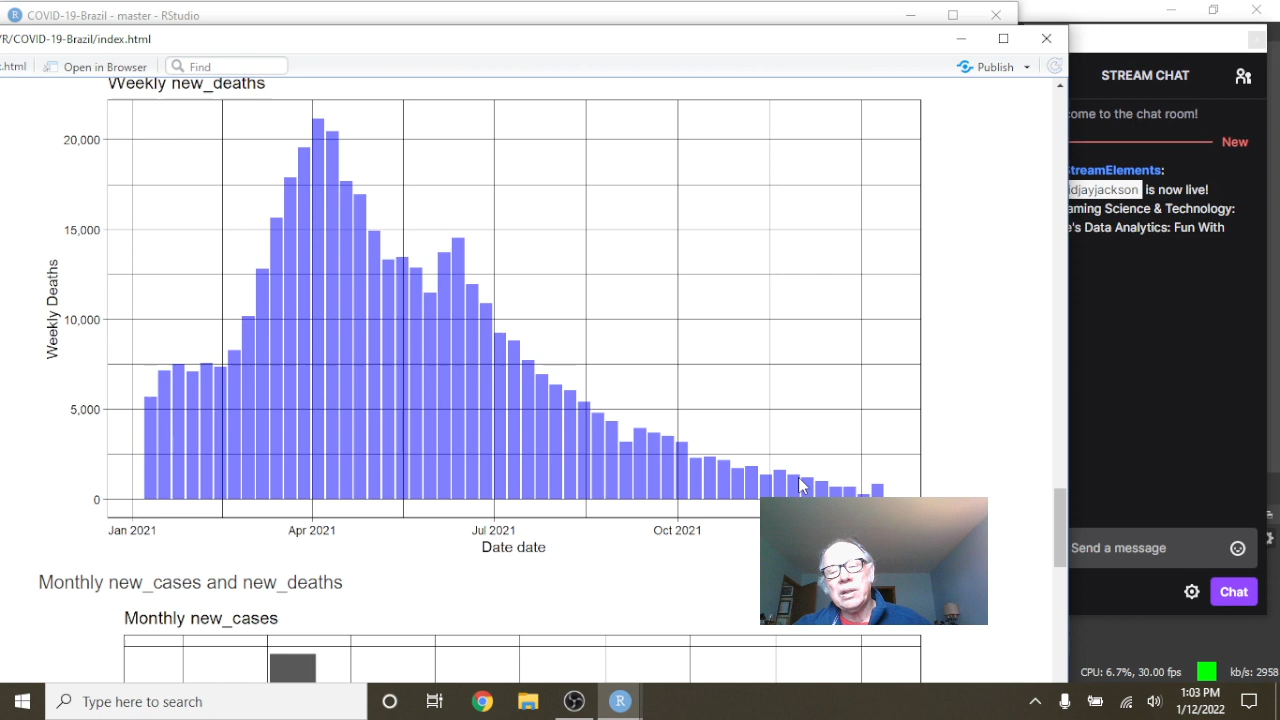 COVID-19-Brazil - master - RStudio
/R/COVID-19-Brazil/index.html
.html
Open in Browser
Find
Publish
STREAM CHAT
come to the chat room!
New
StreamElements:
idjayjackson is now live!
aming Science & Technology:
e's Data Analytics: Fun With
Weekly new_deaths
20,000
15,000
10,000
5,000
0
Weekly Deaths
Jan 2021
Apr 2021
Jul 2021
Oct 2021
Date date
Monthly new_cases and new_deaths
Monthly new_cases
Send a message
Chat
CPU: 6.7%, 30.00 fps
kb/s: 2958
Type here to search
1:03 PM
1/12/2022